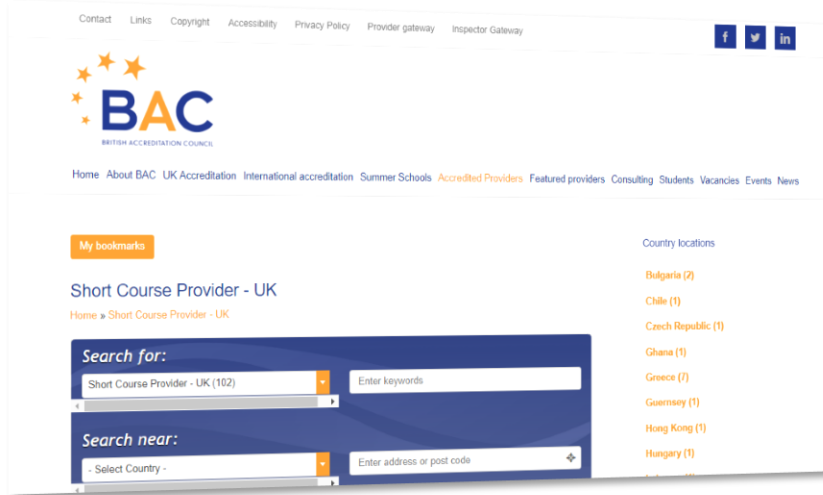 Contact Links Copyright Accessibility Privacy Policy Provider gateway Inspector Gateway
f in
BAC
BRITISH ACCREDITATION COUNCIL
Home About BAC UK Accreditation International accreditation Summer Schools Accredited Providers Featured providers Consulting Students Vacancies Events News
My bookmarks
Country locations
Bulgaria (2)
Short Course Provider - UK
Chile (1)
Home » Short Course Provider - UK
Czech Republic (1)
Search for:
Ghana (1)
Short Course Provider - UK (102) Enter keywords
Greece (7)
Guernsey (1)
Search near:
Hong Kong (1)
- Select Country - Enter address or post code
Hungary (1)